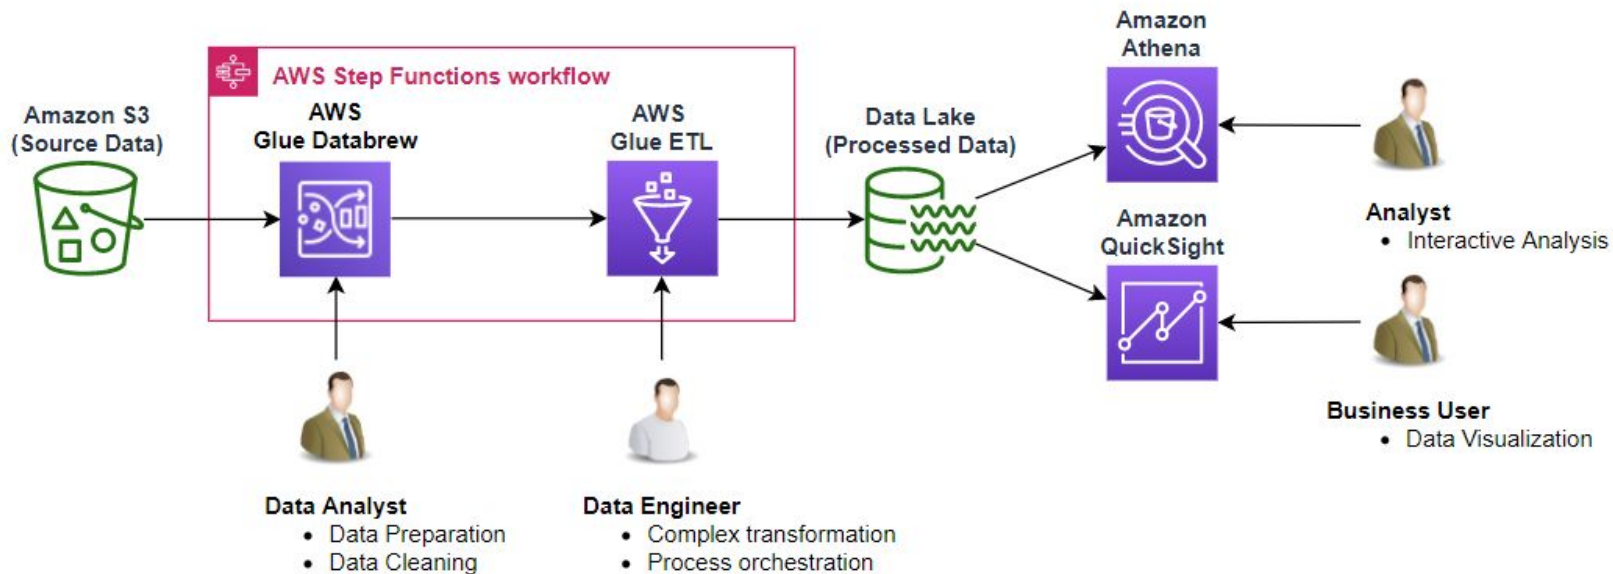 Amazon S3
(Source Data)
AWS Step Functions workflow
AWS
Glue Databrew
AWS
Glue ETL
Data Lake
(Processed Data)
Amazon
Athena
Amazon
QuickSight
Analyst
• Interactive Analysis
Business User
• Data Visualization
Data Analyst
• Data Preparation
• Data Cleaning
Data Engineer
• Complex transformation
• Process orchestration